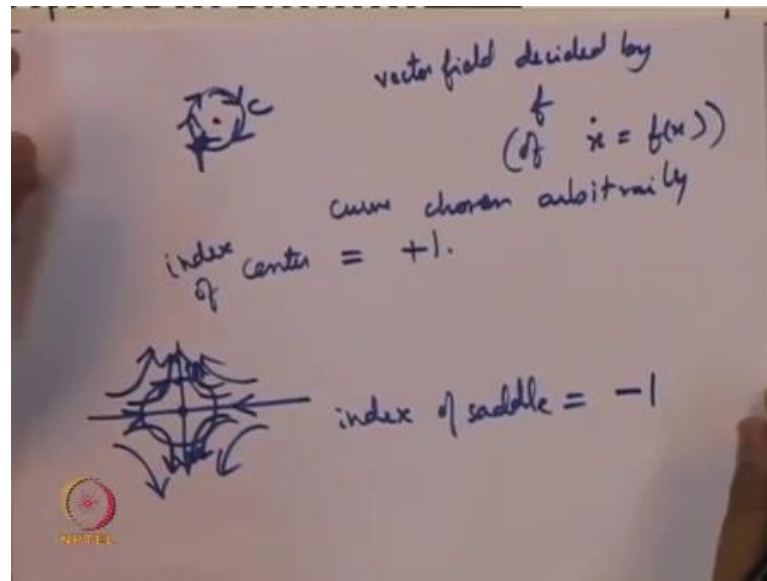 vector field decided by
C
f
(of ẋ = f(x))
curve chosen arbitrarily
index of center = +1.
index of saddle = -1
NPTEL